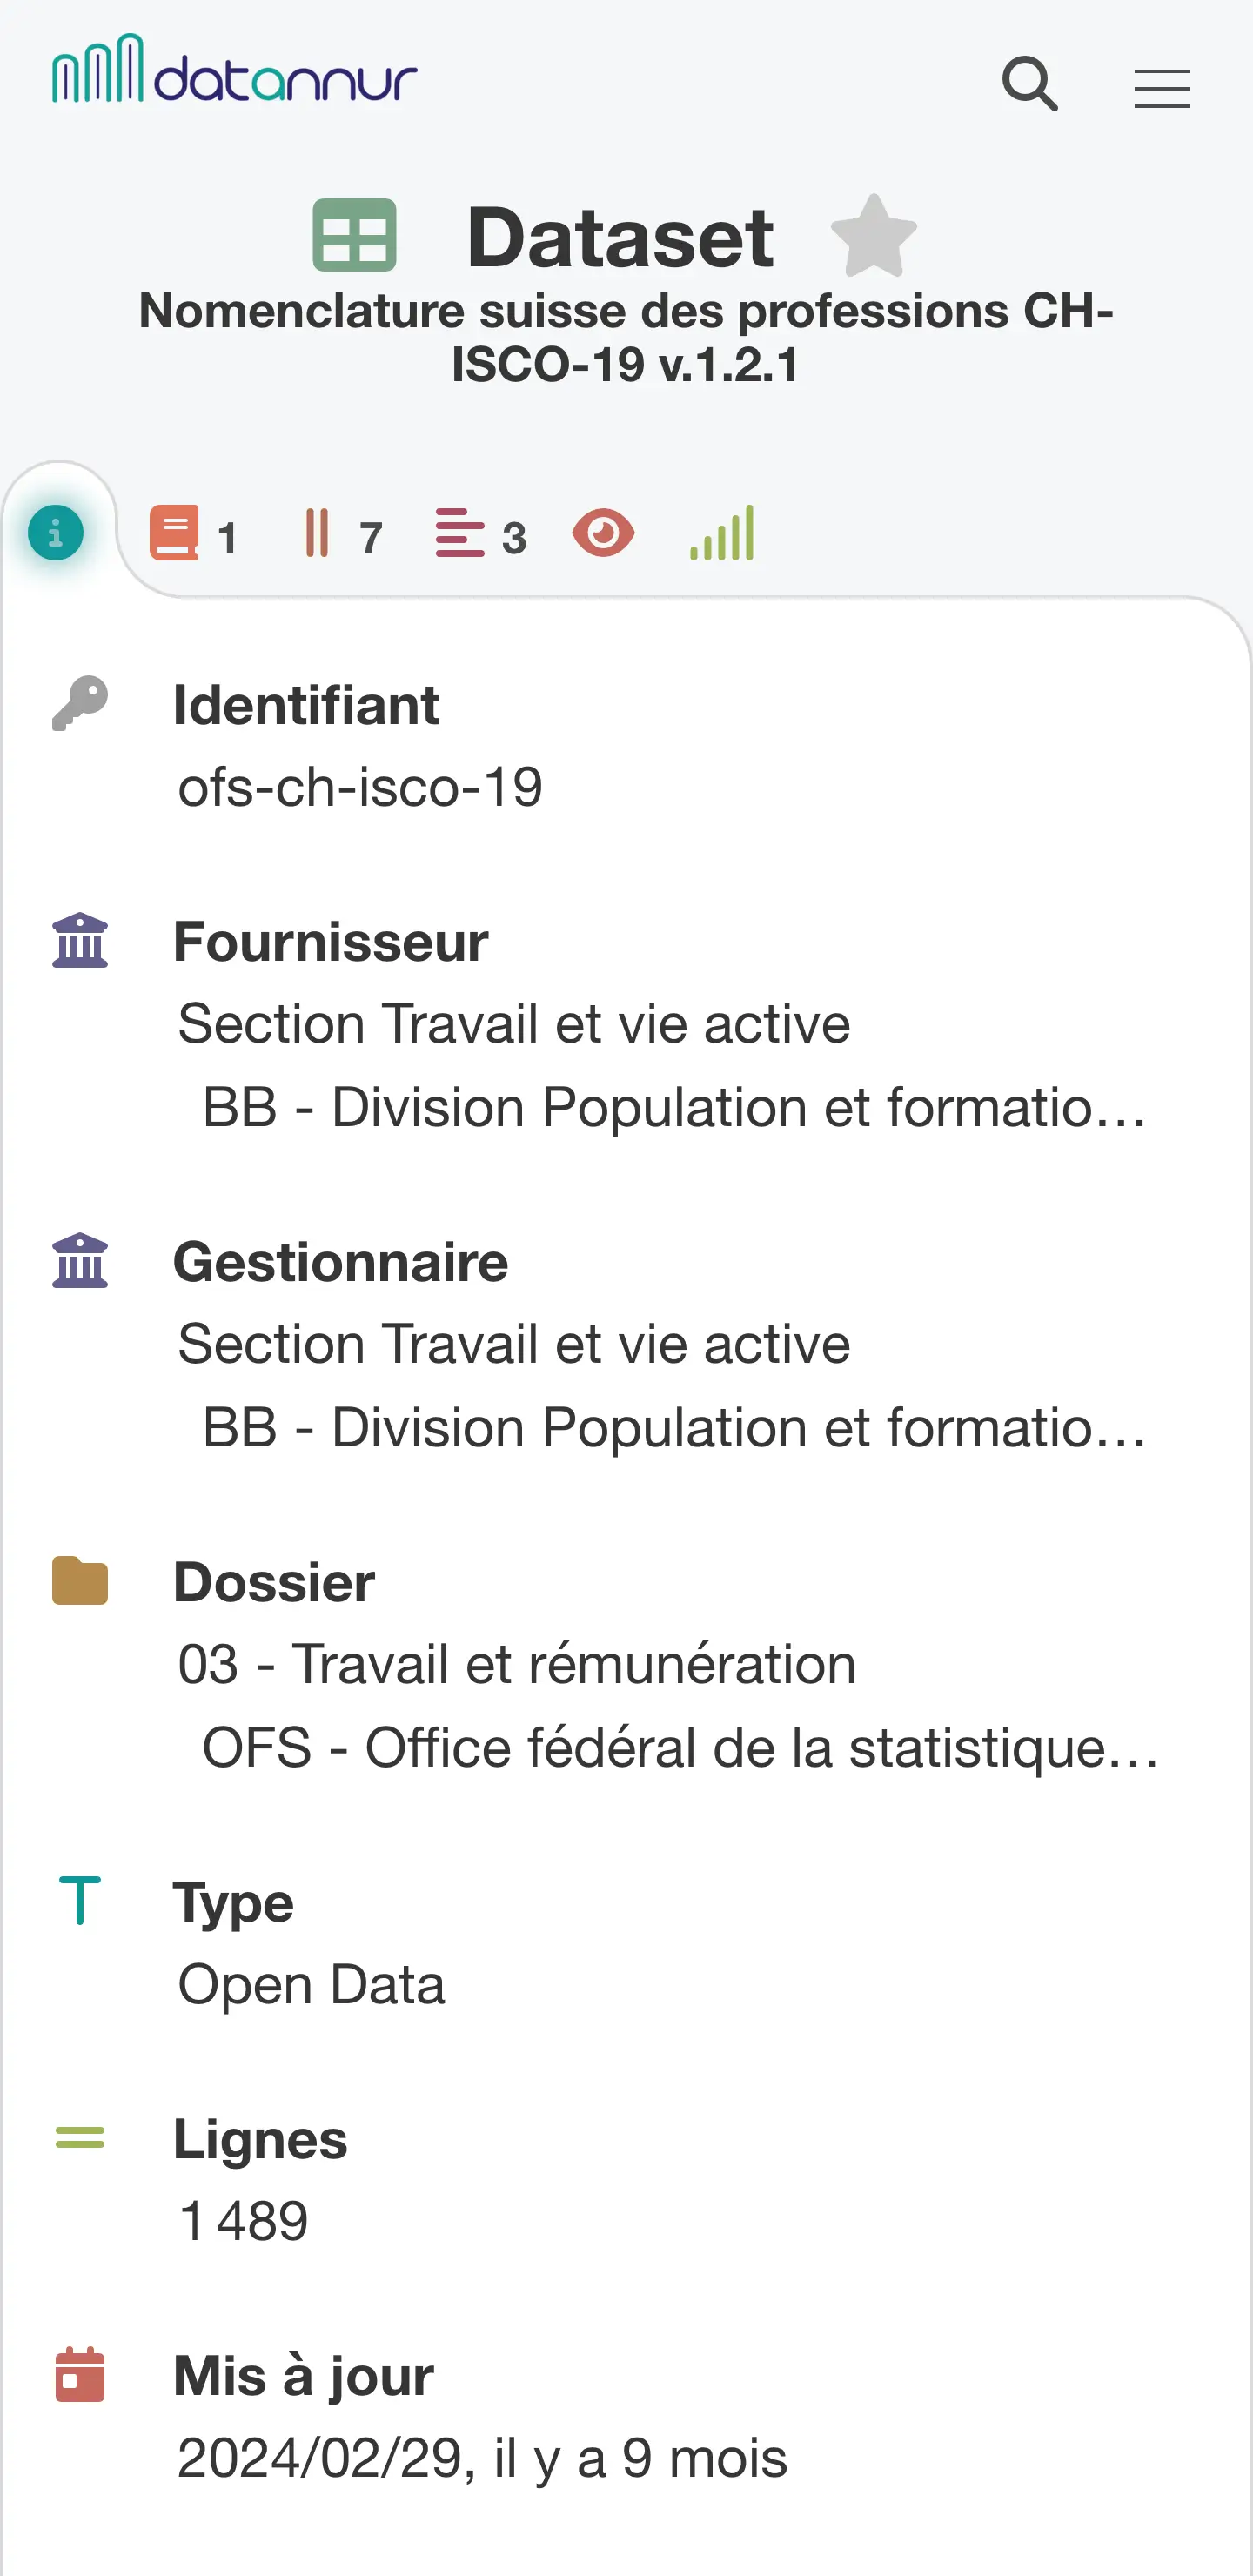 datannur
Dataset
Nomenclature suisse des professions CH-
ISCO-19 v.1.2.1
1 7 3
Identifiant
ofs-ch-isco-19
Fournisseur
Section Travail et vie active
BB - Division Population et formatio...
Gestionnaire
Section Travail et vie active
BB - Division Population et formatio...
Dossier
03 - Travail et rémunération
OFS - Office fédéral de la statistique...
Type
Open Data
Lignes
1 489
Mis à jour
2024/02/29, il y a 9 mois